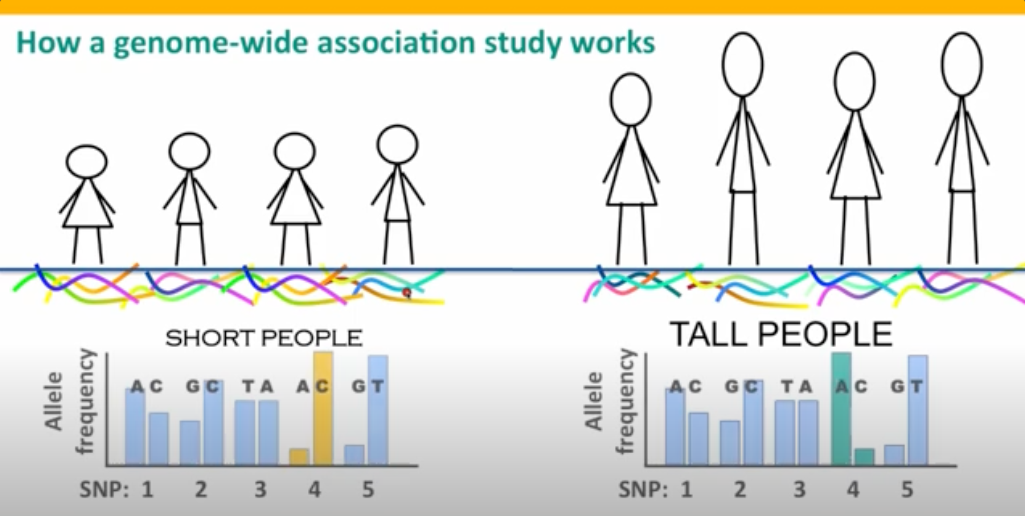 How a genome-wide association study works
SHORT PEOPLE
Allele
frequency
A C G C T A A C G T
SNP: 1 2 3 4 5
TALL PEOPLE
Allele
frequency
A C G C T A A C G T
SNP: 1 2 3 4 5